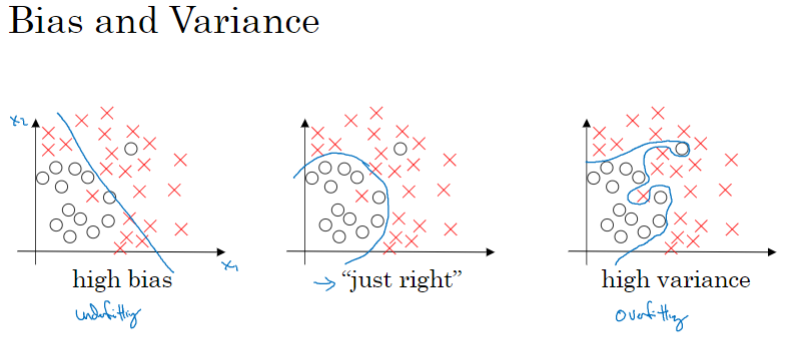 Bias and Variance
x₂
x₁
high bias
→ “just right”
high variance
underfitting
overfitting